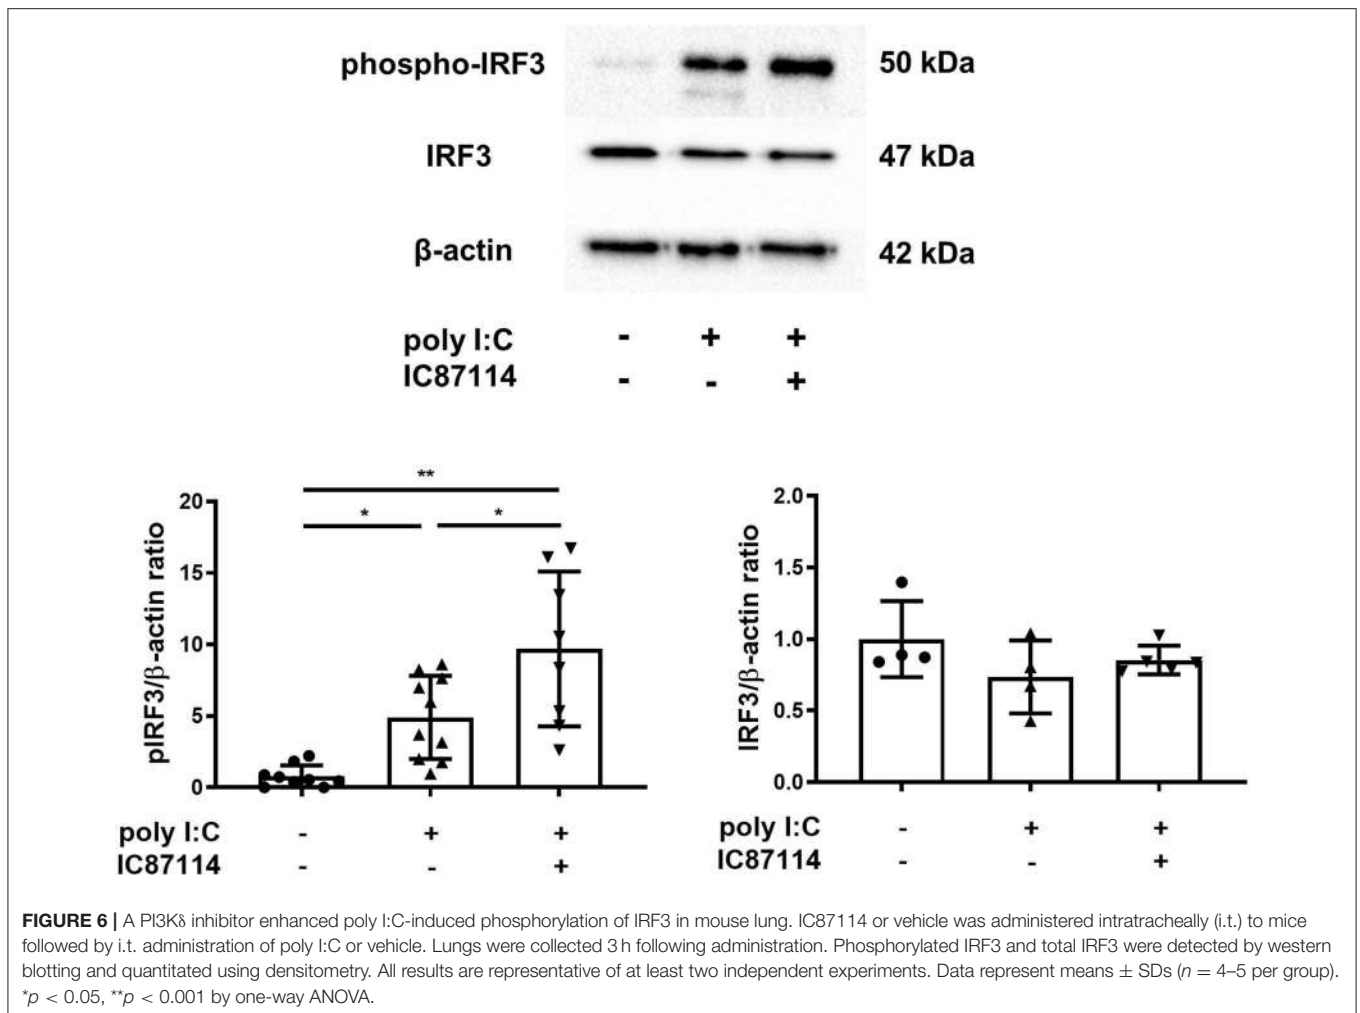 phospho-IRF3 50 kDa
IRF3 47 kDa
β-actin 42 kDa
poly I:C - + +
IC87114 - - +
**
* *
20
15
10
5
0
pIRF3/β-actin ratio
poly I:C - + +
IC87114 - - +
2.0
1.5
1.0
0.5
0.0
IRF3/β-actin ratio
poly I:C - + +
IC87114 - - +
FIGURE 6 | A PI3Kδ inhibitor enhanced poly I:C-induced phosphorylation of IRF3 in mouse lung. IC87114 or vehicle was administered intratracheally (i.t.) to mice
followed by i.t. administration of poly I:C or vehicle. Lungs were collected 3 h following administration. Phosphorylated IRF3 and total IRF3 were detected by western
blotting and quantitated using densitometry. All results are representative of at least two independent experiments. Data represent means ± SDs (n = 4–5 per group).
*p < 0.05, **p < 0.001 by one-way ANOVA.